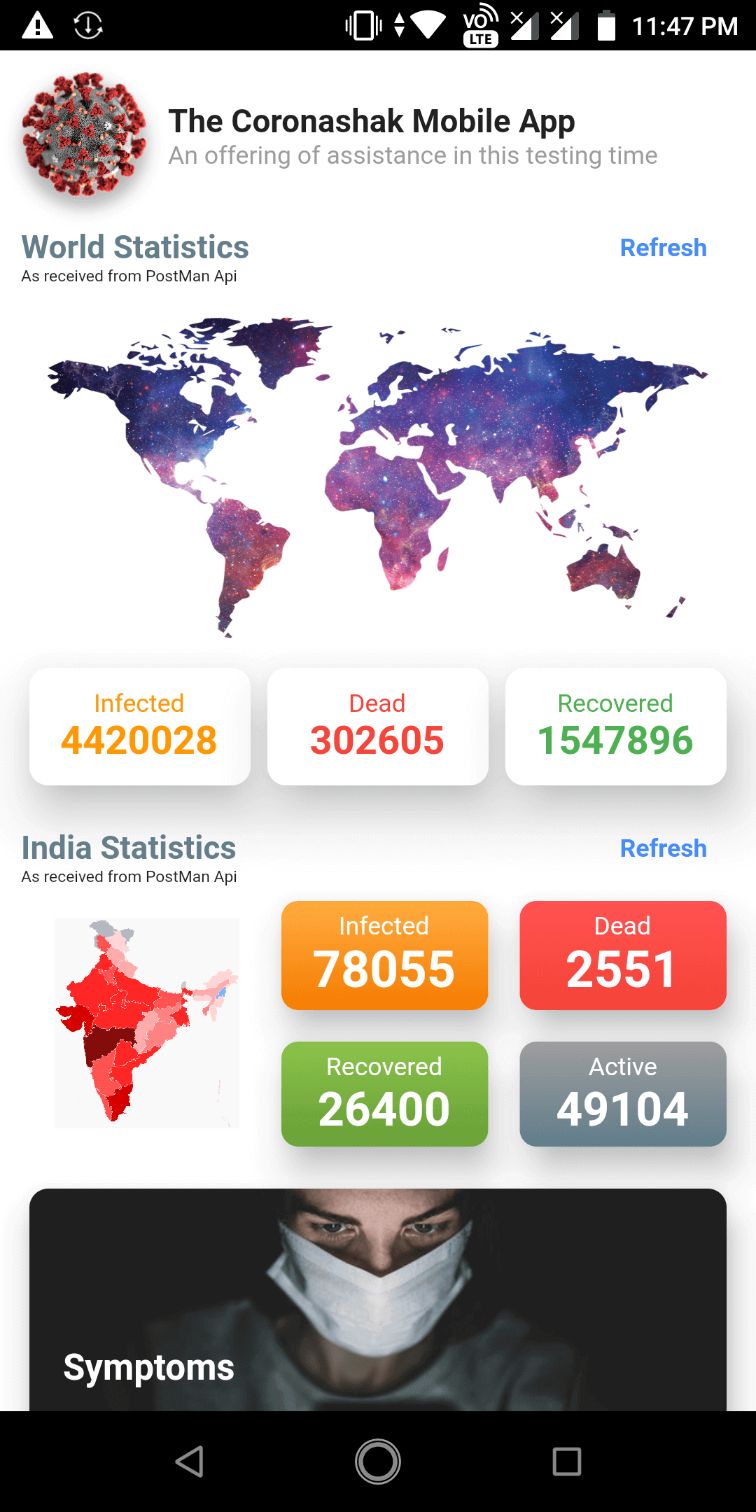 VO
LTE
11:47 PM
The Coronashak Mobile App
An offering of assistance in this testing time
World Statistics
Refresh
As received from PostMan Api
Infected
4420028
Dead
302605
Recovered
1547896
India Statistics
Refresh
As received from PostMan Api
Infected
78055
Dead
2551
Recovered
26400
Active
49104
Symptoms